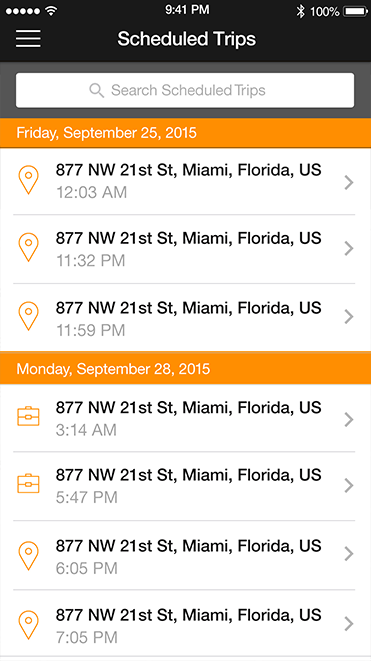 9:41 PM
100%
Scheduled Trips
Search Scheduled Trips
Friday, September 25, 2015
877 NW 21st St, Miami, Florida, US
12:03 AM
877 NW 21st St, Miami, Florida, US
11:32 PM
877 NW 21st St, Miami, Florida, US
11:59 PM
Monday, September 28, 2015
877 NW 21st St, Miami, Florida, US
3:14 AM
877 NW 21st St, Miami, Florida, US
5:47 PM
877 NW 21st St, Miami, Florida, US
6:05 PM
877 NW 21st St, Miami, Florida, US
7:05 PM